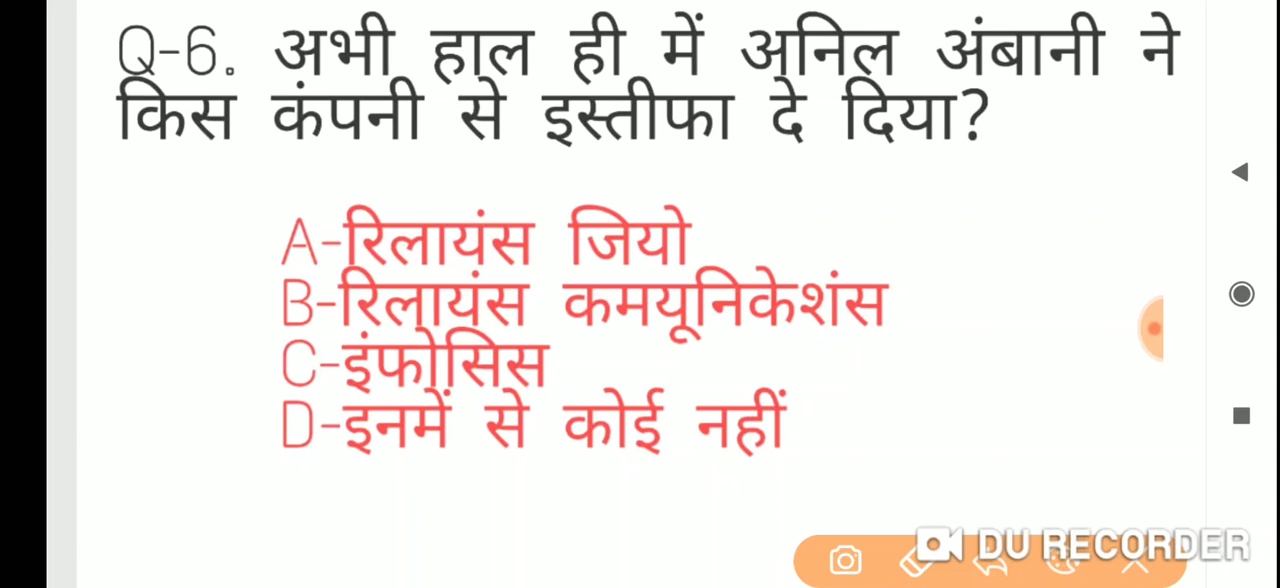 Q-6. अभी हाल ही में अनिल अंबानी ने
किस कंपनी से इस्तीफा दे दिया?
A-रिलायंस जियो
B-रिलायंस कमयूनिकेशंस
C-इंफोसिस
D-इनमें से कोई नहीं
DU RECORDER